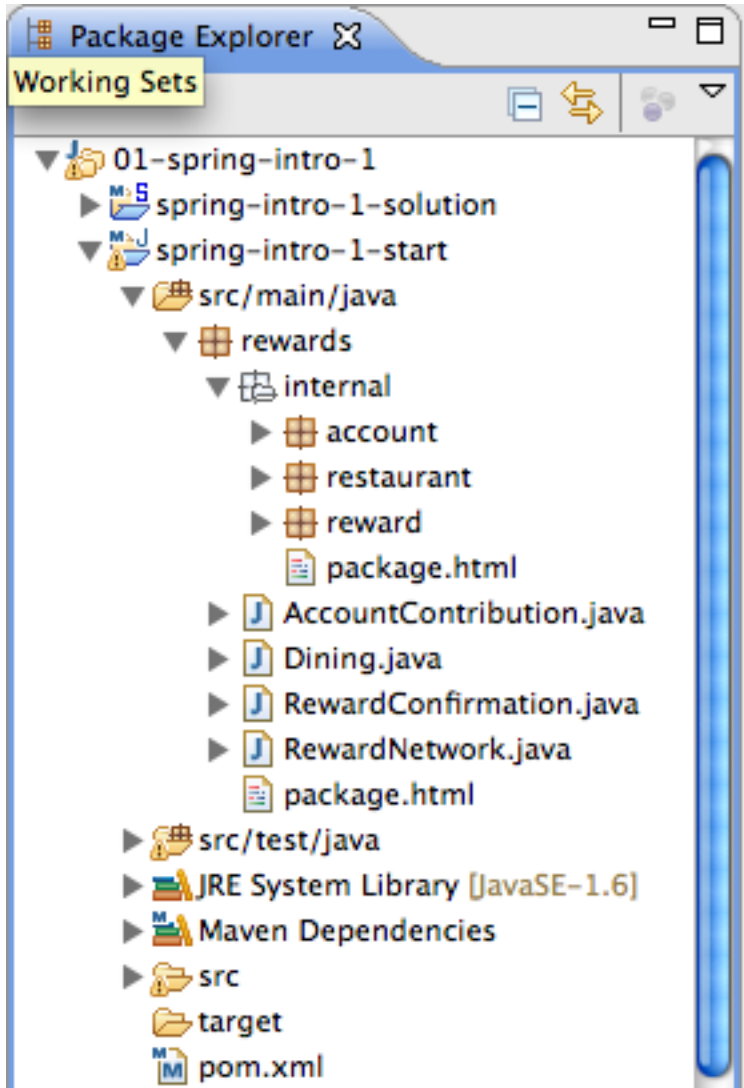 Package Explorer
Working Sets
01-spring-intro-1
spring-intro-1-solution
spring-intro-1-start
src/main/java
rewards
internal
account
restaurant
reward
package.html
AccountContribution.java
Dining.java
RewardConfirmation.java
RewardNetwork.java
package.html
src/test/java
JRE System Library [JavaSE-1.6]
Maven Dependencies
src
target
pom.xml